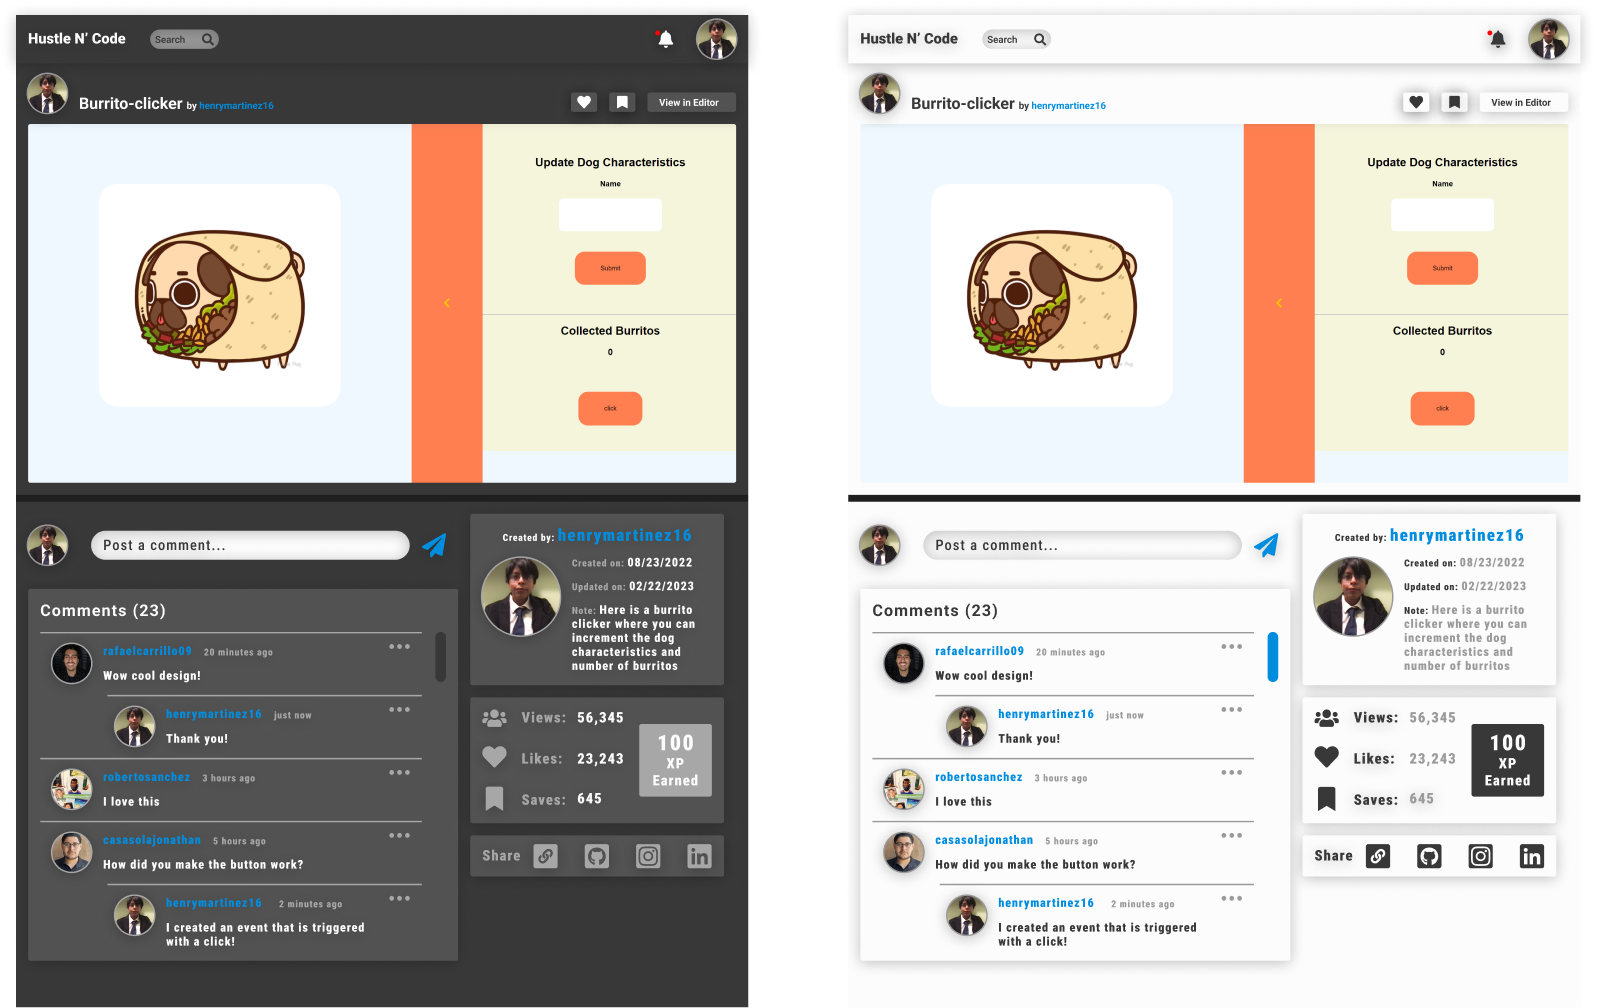 Hustle N' Code
Search
Burrito-clicker by henrymartinez16
View in Editor
Update Dog Characteristics
Name
Submit
Collected Burritos
0
click
Post a comment...
Comments (23)
rafaelcarrillo09 20 minutes ago
Wow cool design!
henrymartinez16 just now
Thank you!
robertosanchez 3 hours ago
I love this
casasolajonathan 5 hours ago
How did you make the button work?
henrymartinez16 2 minutes ago
I created an event that is triggered
with a click!
Created by: henrymartinez16
Created on: 08/23/2022
Updated on: 02/22/2023
Note: Here is a burrito
clicker where you can
increment the dog
characteristics and
number of burritos
Views: 56,345
Likes: 23,243
Saves: 645
100
XP
Earned
Share
in
Hustle N' Code
Search
Burrito-clicker by henrymartinez16
View in Editor
Update Dog Characteristics
Name
Submit
Collected Burritos
0
click
Post a comment...
Comments (23)
rafaelcarrillo09 20 minutes ago
Wow cool design!
henrymartinez16 just now
Thank you!
robertosanchez 3 hours ago
I love this
casasolajonathan 5 hours ago
How did you make the button work?
henrymartinez16 2 minutes ago
I created an event that is triggered
with a click!
Created by: henrymartinez16
Created on: 08/23/2022
Updated on: 02/22/2023
Note: Here is a burrito
clicker where you can
increment the dog
characteristics and
number of burritos
Views: 56,345
Likes: 23,243
Saves: 645
100
XP
Earned
Share
in